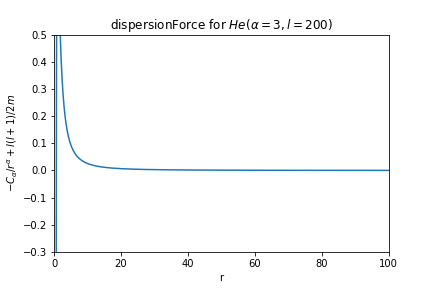 dispersionForce for He(α = 3, l = 200)
0.5
0.4
0.3
0.2
0.1
0.0
−0.1
−0.2
−0.3
−C_α/r^α + l(l + 1)/2m
0 20 40 60 80 100
r